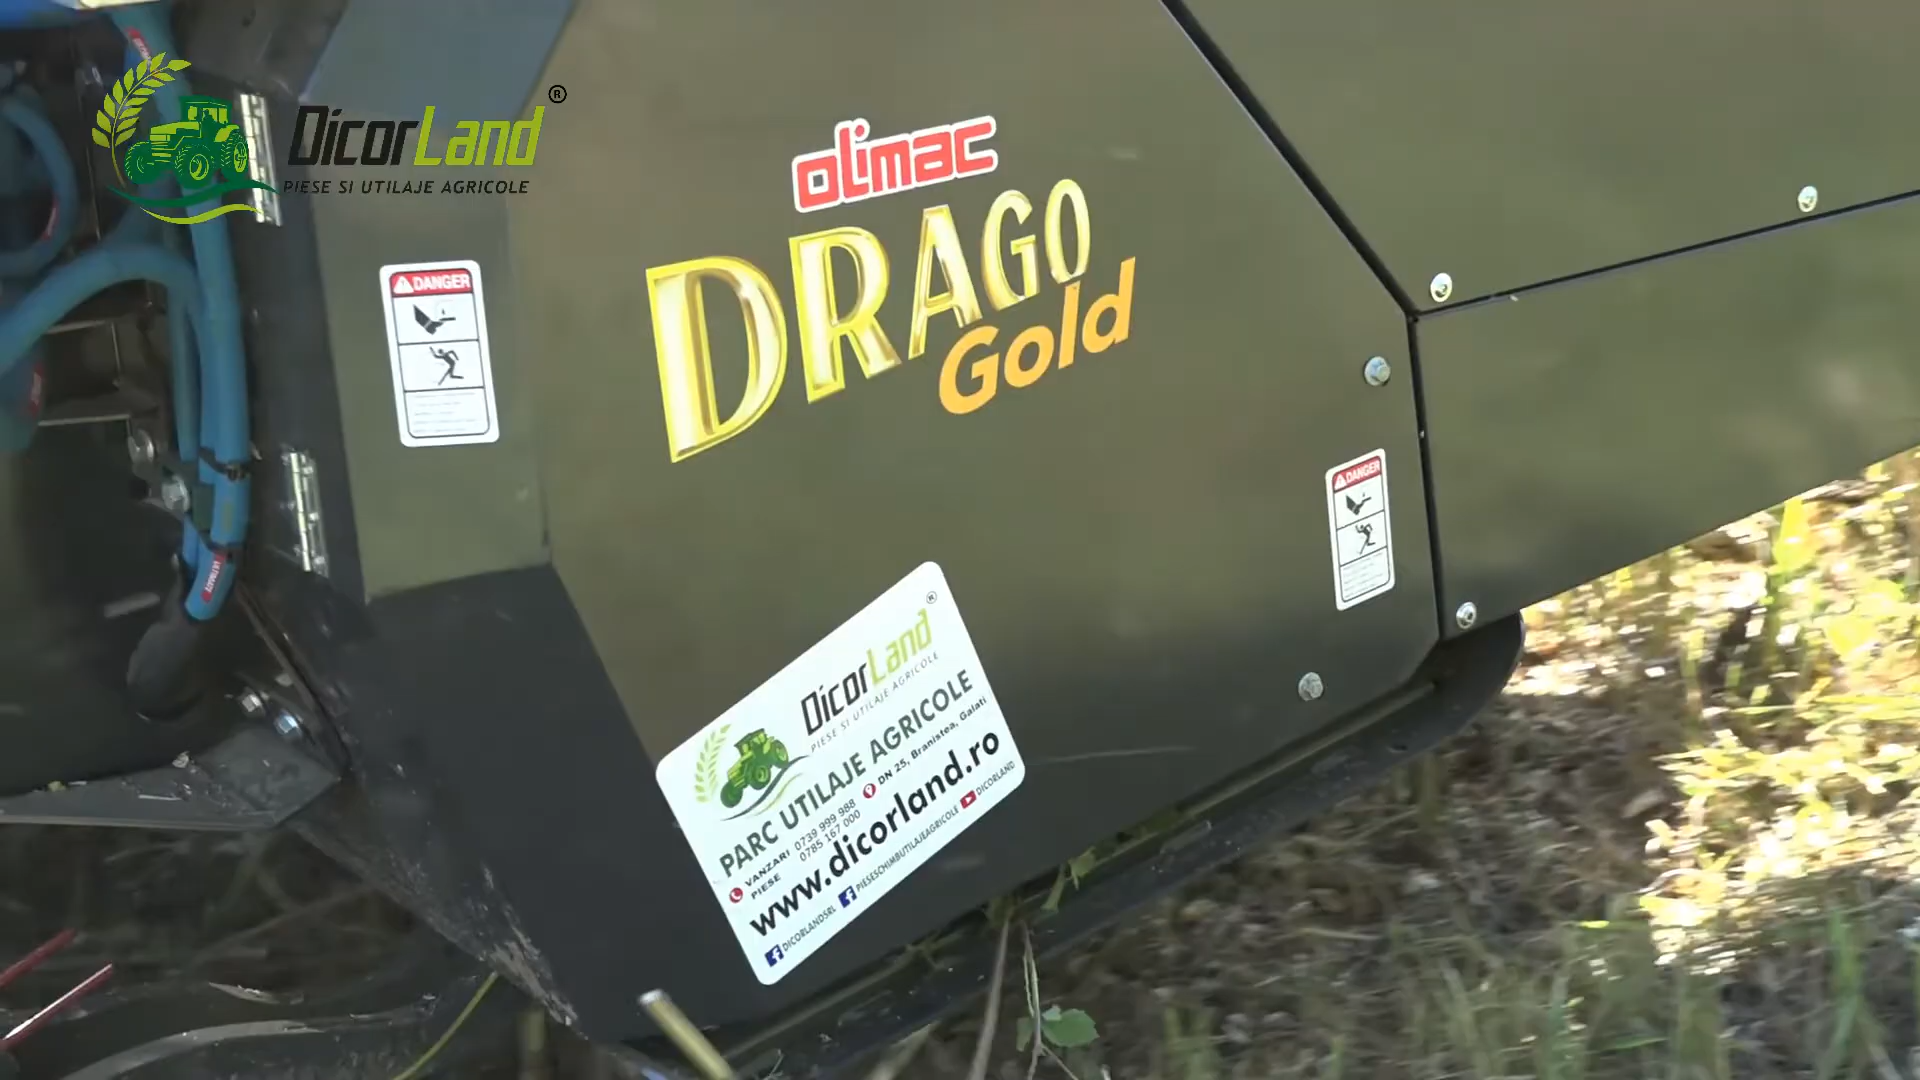 DicorLand®
PIESE SI UTILAJE AGRICOLE
olimac
DRAGO
Gold
DANGER
DANGER
DicorLand®
PIESE SI UTILAJE AGRICOLE
PARC UTILAJE AGRICOLE
VANZARI 0739 999 988 DN 25, Branistea, Galati
PIESE 0785 167 000
www.dicorland.ro
DICORLANDSRL PIESESCHIMBUTILAJEAGRICOLE DICORLAND